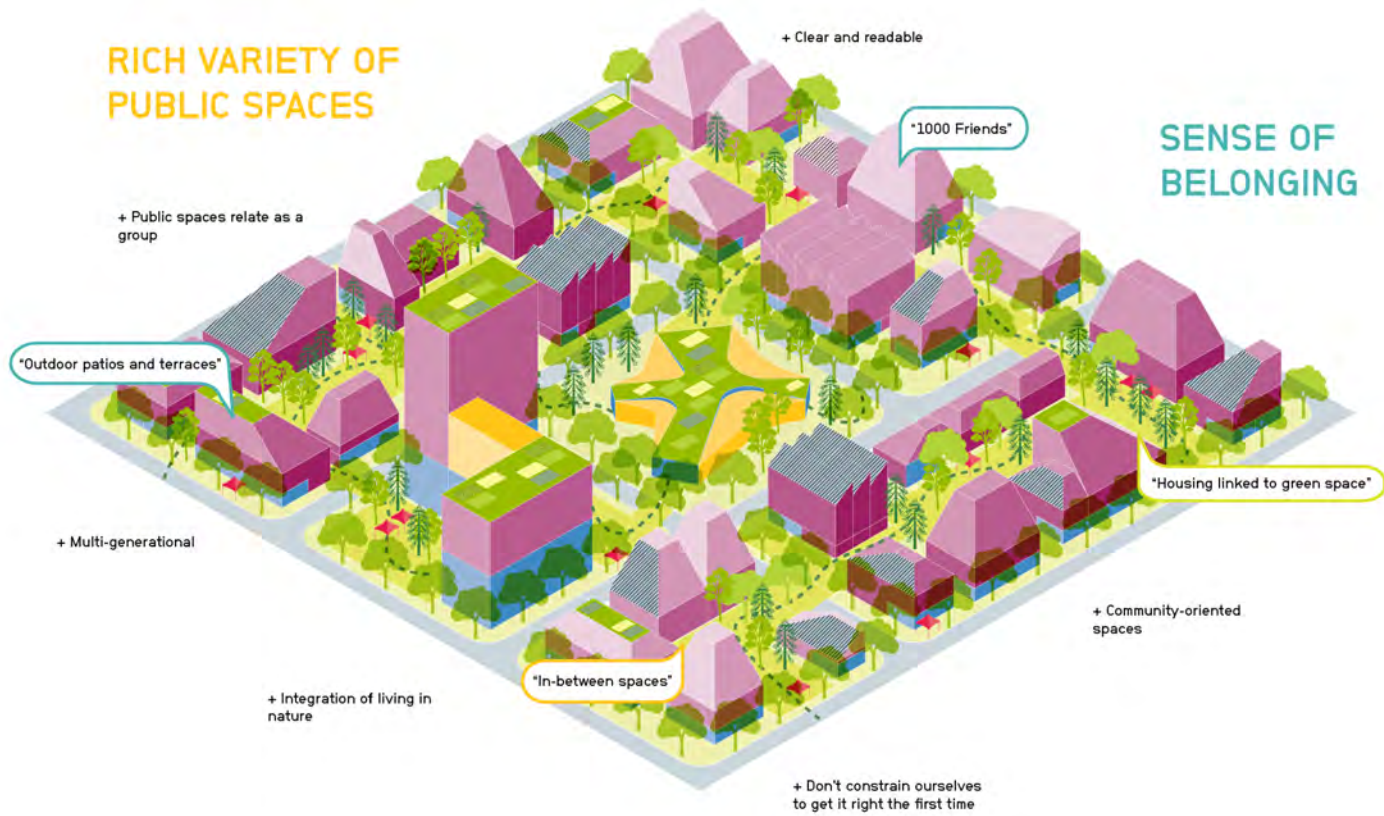 RICH VARIETY OF
PUBLIC SPACES
+ Clear and readable
"1000 Friends"
SENSE OF
BELONGING
+ Public spaces relate as a
group
"Outdoor patios and terraces"
"Housing linked to green space"
+ Multi-generational
+ Community-oriented
spaces
"In-between spaces"
+ Integration of living in
nature
+ Don't constrain ourselves
to get it right the first time